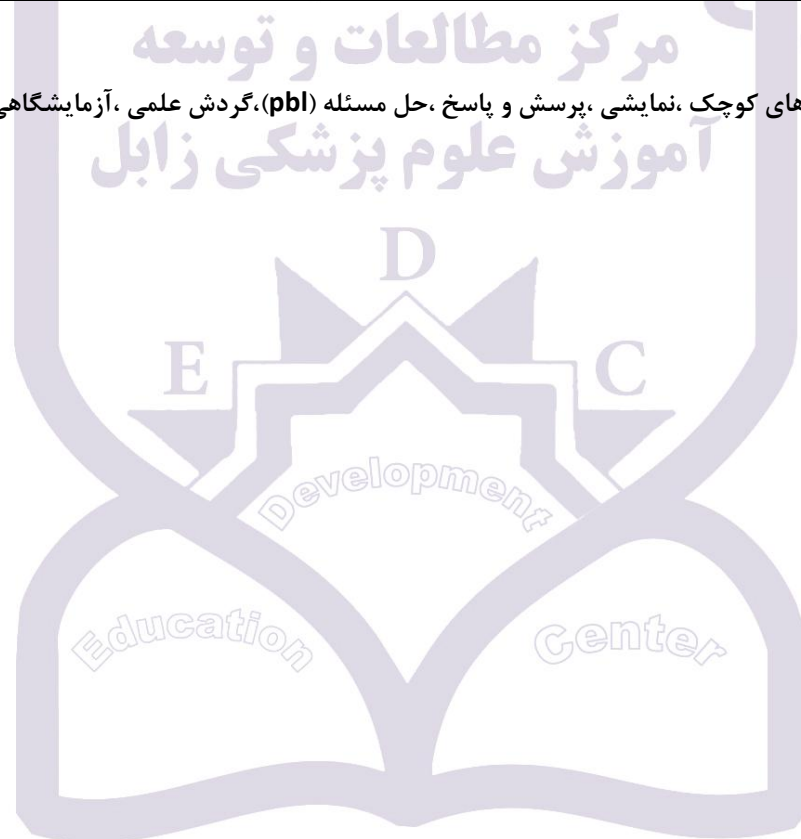 مرکز مطالعات و توسعه
های کوچک ،نمایشی ،پرسش و پاسخ ،حل مسئله (pbl)،گردش علمی ،آزمایشگاهی
آموزش علوم پزشکی زابل
D
E C
Development
Education Center